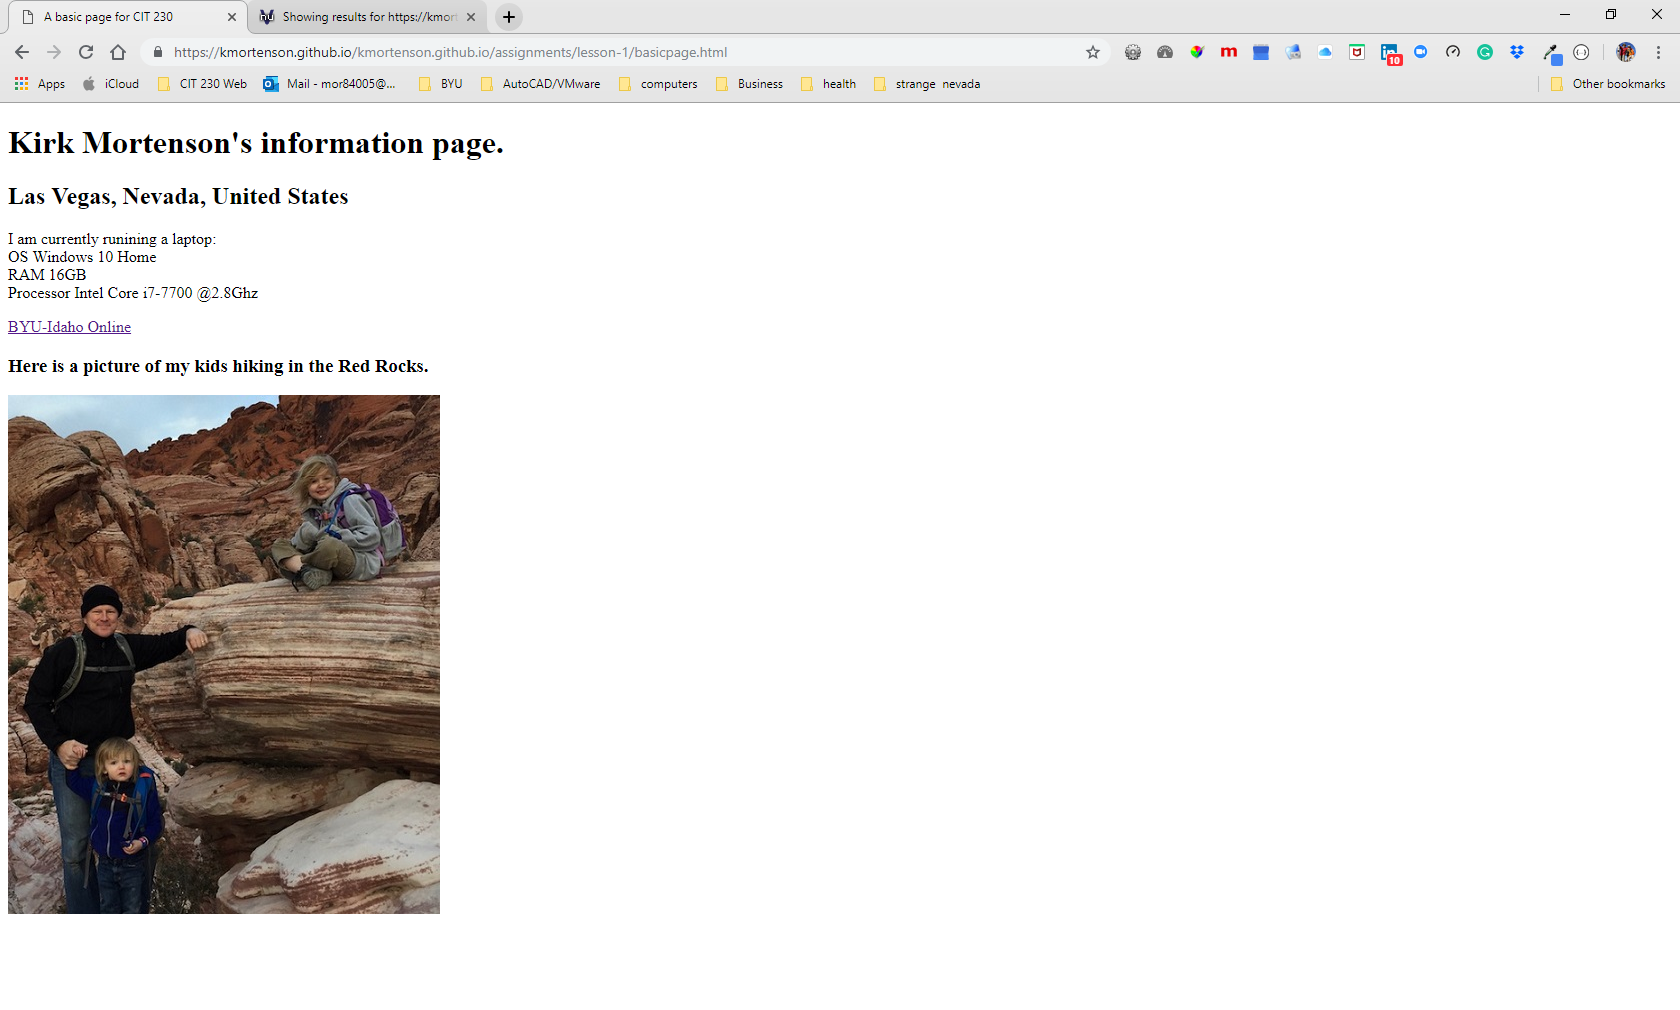 A basic page for CIT 230
Showing results for https://kmort
https://kmortenson.github.io/kmortenson.github.io/assignments/lesson-1/basicpage.html
m
10
Apps
iCloud
CIT 230 Web
Mail - mor84005@...
BYU
AutoCAD/VMware
computers
Business
health
strange nevada
Other bookmarks
Kirk Mortenson's information page.
Las Vegas, Nevada, United States
I am currently runining a laptop:
OS Windows 10 Home
RAM 16GB
Processor Intel Core i7-7700 @2.8Ghz
BYU-Idaho Online
Here is a picture of my kids hiking in the Red Rocks.